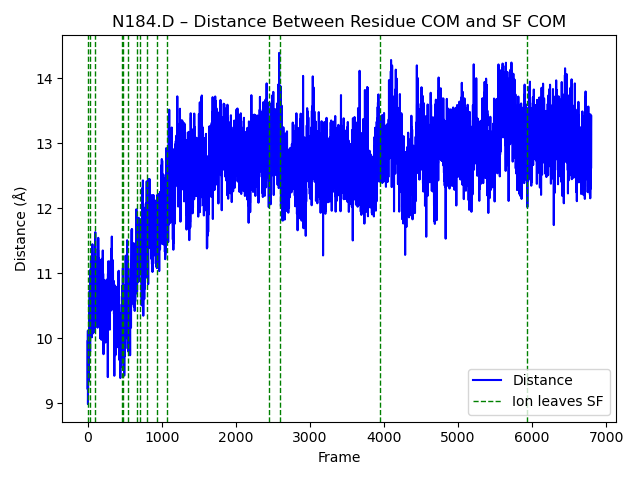 N184.D – Distance Between Residue COM and SF COM
Distance (Å)
14
13
12
11
10
9
0 1000 2000 3000 4000 5000 6000 7000
Frame
Distance
Ion leaves SF